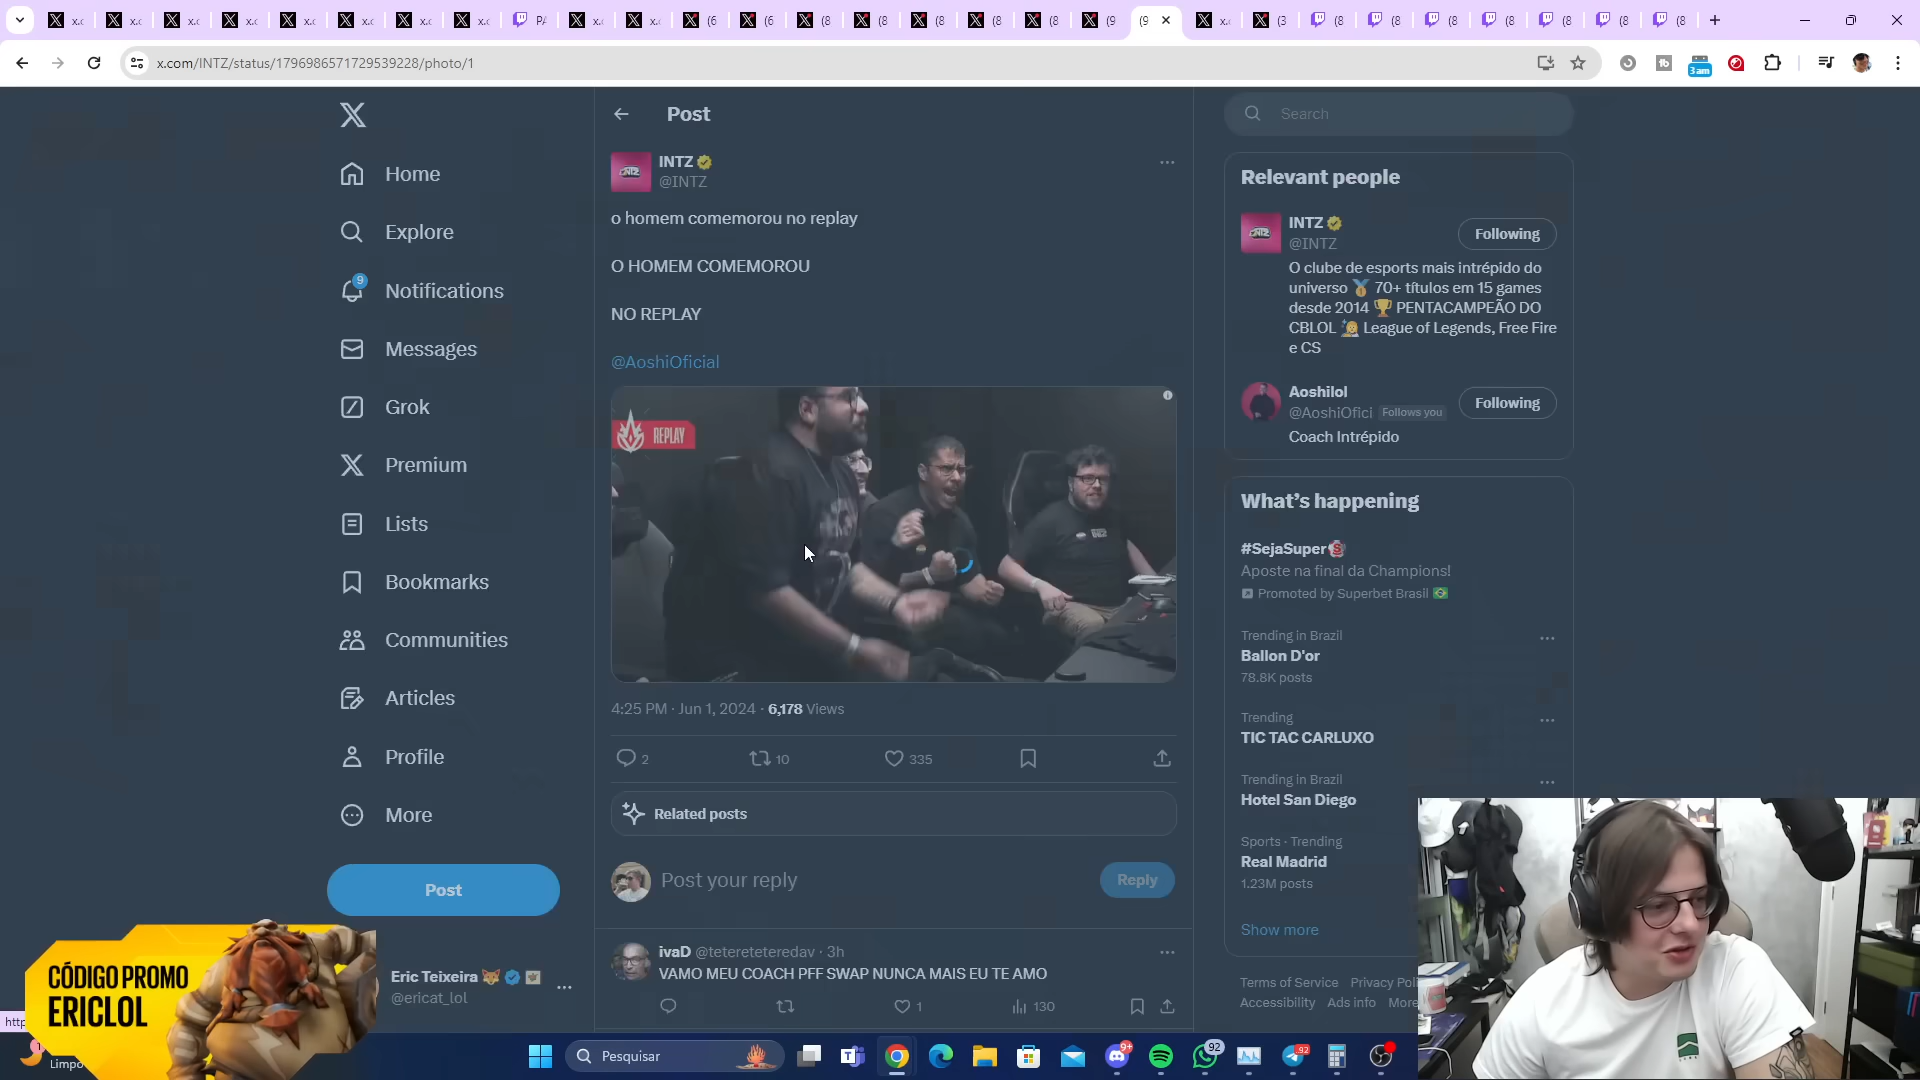 x.com/INTZ/status/1796986571729539228/photo/1
3am
Post
Search
INTZ
@INTZ
o homem comemorou no replay
O HOMEM COMEMOROU
NO REPLAY
@AoshiOficial
REPLAY
4:25 PM · Jun 1, 2024 · 6,178 Views
2
10
335
Related posts
Post your reply
Reply
ivaD @tetereteteredav · 3h
VAMO MEU COACH PFF SWAP NUNCA MAIS EU TE AMO
1
130
Home
Explore
9
Notifications
Messages
Grok
Premium
Lists
Bookmarks
Communities
Articles
Profile
More
Post
Eric Teixeira
@ericat_lol
Relevant people
INTZ
@INTZ
Following
O clube de esports mais intrépido do
universo 🥇 70+ títulos em 15 games
desde 2014 🏆 PENTACAMPEÃO DO
CBLOL 🧝 League of Legends, Free Fire
e CS
Aoshilol
@AoshiOfici Follows you
Following
Coach Intrépido
What's happening
#SejaSuper
Aposte na final da Champions!
Promoted by Superbet Brasil 🇧🇷
Trending in Brazil
Ballon D'or
78.8K posts
Trending
TIC TAC CARLUXO
Trending in Brazil
Hotel San Diego
Sports · Trending
Real Madrid
1.23M posts
Show more
Terms of Service Privacy Poli
Accessibility Ads info More
CÓDIGO PROMO
ERICLOL
Limpo
Pesquisar
9+
92
92